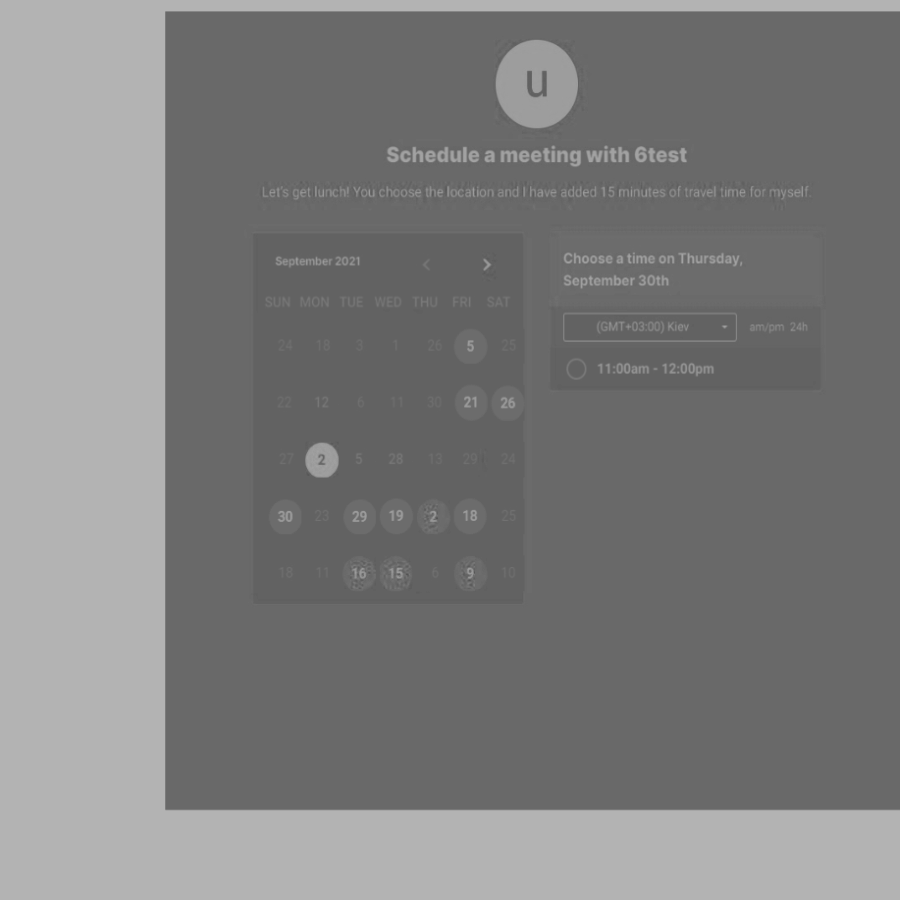 u
Schedule a meeting with 6test
Let's get lunch! You choose the location and I have added 15 minutes of travel time for myself.
September 2021
SUN MON TUE WED THU FRI SAT
24 18 3 1 26 5 25
22 12 6 11 30 21 26
27 2 5 28 13 29 24
30 23 29 19 2 18 25
18 11 16 15 6 9 10
Choose a time on Thursday,
September 30th
(GMT+03:00) Kiev am/pm 24h
11:00am - 12:00pm